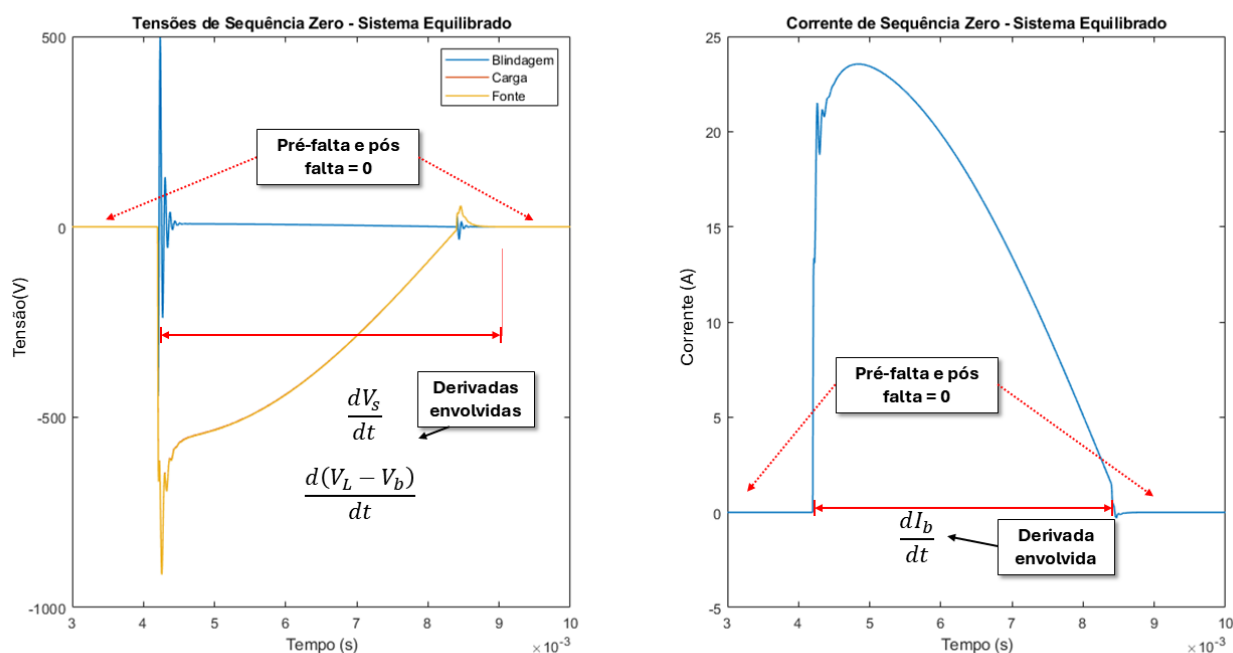 Tensões de Sequência Zero - Sistema Equilibrado
500
0
-500
-1000
Tensão(V)
3
4
5
6
7
8
9
10
Tempo (s)
× 10⁻³
Blindagem
Carga
Fonte
Pré-falta e pós
falta = 0
Derivadas
envolvidas
dVₛ
dt
d(V_L − V_b)
dt
Corrente de Sequência Zero - Sistema Equilibrado
25
20
15
10
5
0
-5
Corrente (A)
3
4
5
6
7
8
9
10
Tempo (s)
× 10⁻³
Pré-falta e pós
falta = 0
dI_b
dt
Derivada
envolvida